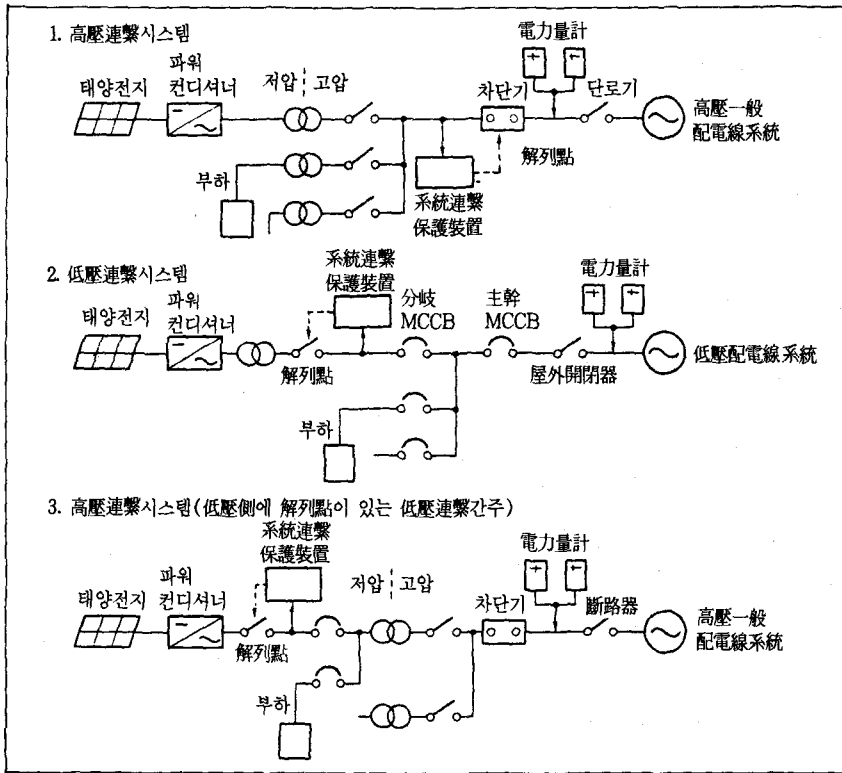 1. 高壓連繫시스템
電力量計
파워
컨디셔너
태양전지
저압
고압
차단기
단로기
高壓一般
配電線系統
解列點
부하
系統連繫
保護裝置
2. 低壓連繫시스템
系統連繫
保護裝置
電力量計
파워
컨디셔너
태양전지
分岐
MCCB
主幹
MCCB
低壓配電線系統
解列點
屋外開閉器
부하
3. 高壓連繫시스템(低壓側에 解列點이 있는 低壓連繫간주)
系統連繫
保護裝置
電力量計
파워
컨디셔너
태양전지
저압
고압
차단기
斷路器
高壓一般
配電線系統
解列點
부하